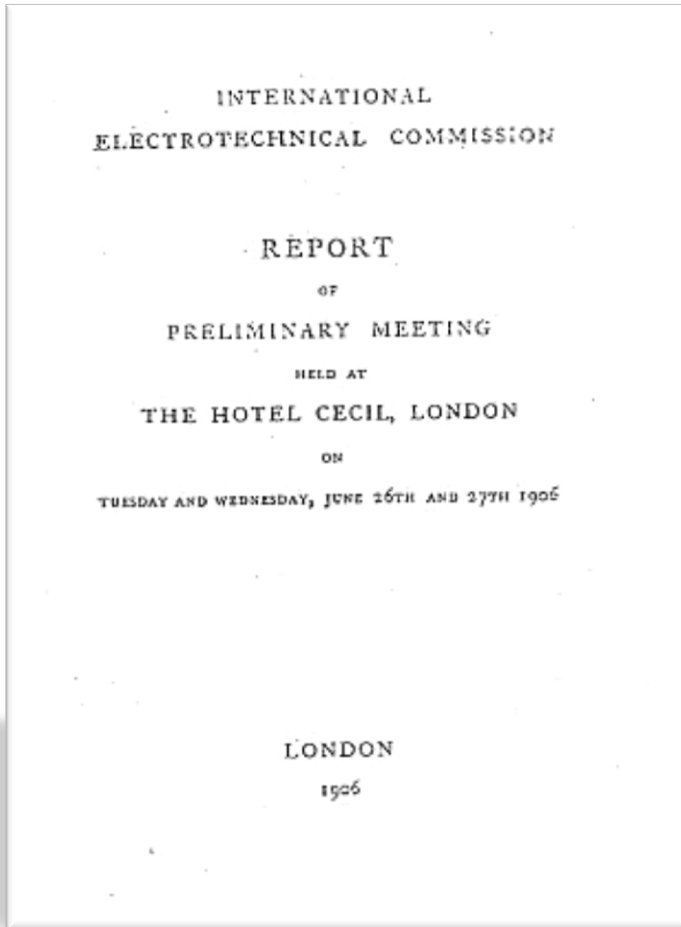 INTERNATIONAL
ELECTROTECHNICAL COMMISSION
REPORT
OF
PRELIMINARY MEETING
HELD AT
THE HOTEL CECIL, LONDON
ON
TUESDAY AND WEDNESDAY, JUNE 26TH AND 27TH 1906
LONDON
1906